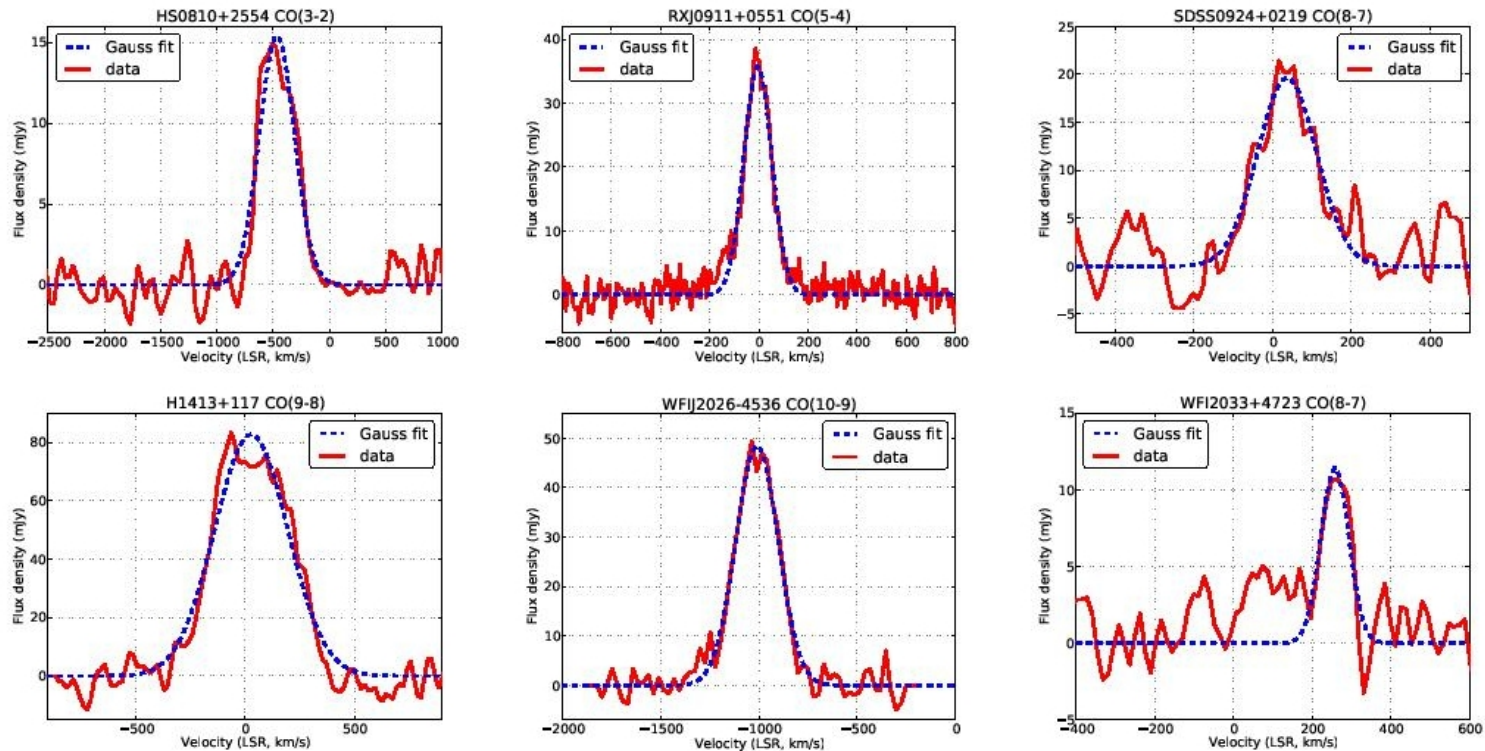 HS0810+2554 CO(3-2)
Gauss fit
data
Flux density (mJy)
15
10
5
0
−2500 −2000 −1500 −1000 −500 0 500 1000
Velocity (LSR, km/s)
RXJ0911+0551 CO(5-4)
Gauss fit
data
Flux density (mJy)
40
30
20
10
0
−800 −600 −400 −200 0 200 400 600 800
Velocity (LSR, km/s)
SDSS0924+0219 CO(8-7)
Gauss fit
data
Flux density (mJy)
25
20
15
10
5
0
−5
−400 −200 0 200 400
Velocity (LSR, km/s)
H1413+117 CO(9-8)
Gauss fit
data
Flux density (mJy)
80
60
40
20
0
−500 0 500
Velocity (LSR, km/s)
WFIJ2026-4536 CO(10-9)
Gauss fit
data
Flux density (mJy)
50
40
30
20
10
0
−2000 −1500 −1000 −500 0
Velocity (LSR, km/s)
WFI2033+4723 CO(8-7)
Gauss fit
data
Flux density (mJy)
15
10
5
0
−5
−400 −200 0 200 400 600
Velocity (LSR, km/s)